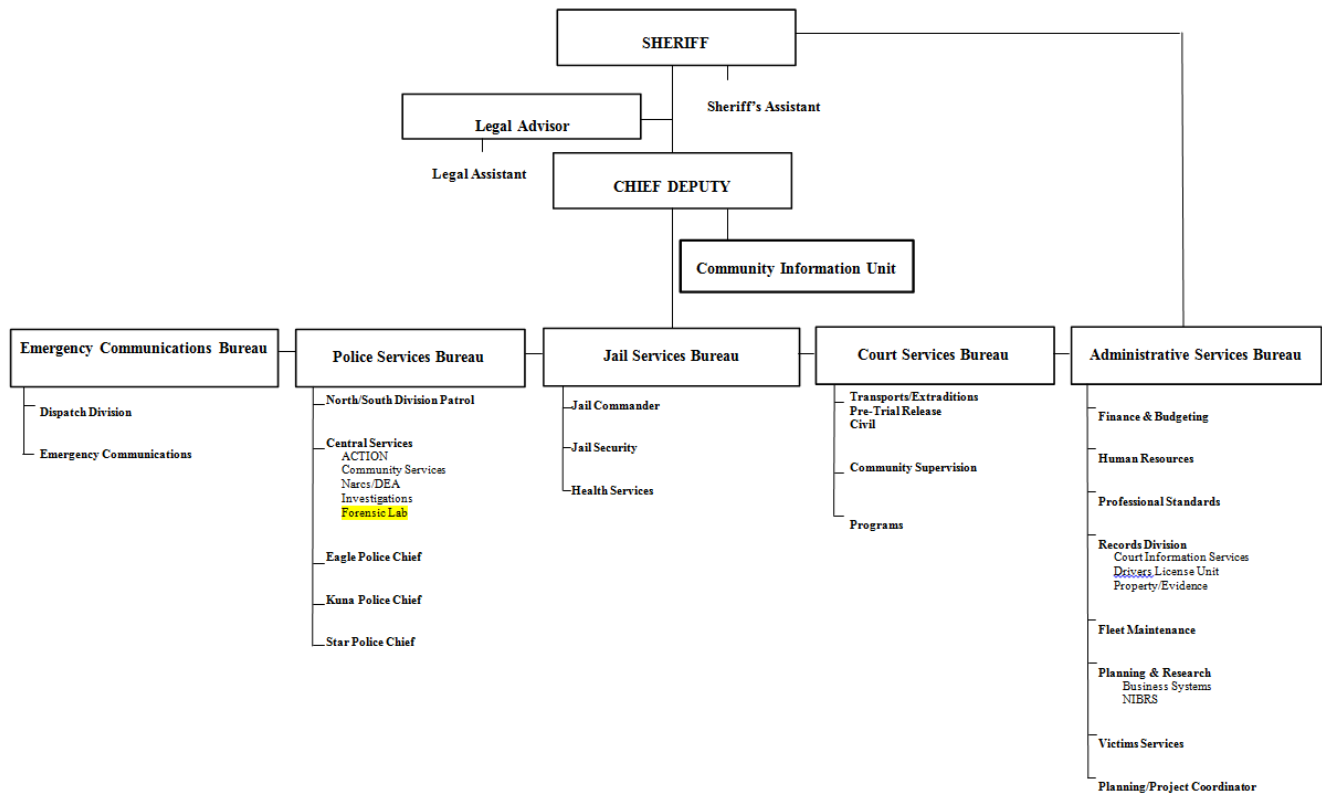 SHERIFF
Sheriff's Assistant
Legal Advisor
Legal Assistant
CHIEF DEPUTY
Community Information Unit
Emergency Communications Bureau
Dispatch Division
Emergency Communications
Police Services Bureau
North/South Division Patrol
Central Services
ACTION
Community Services
Narcs/DEA
Investigations
Forensic Lab
Eagle Police Chief
Kuna Police Chief
Star Police Chief
Jail Services Bureau
Jail Commander
Jail Security
Health Services
Court Services Bureau
Transports/Extraditions
Pre-Trial Release
Civil
Community Supervision
Programs
Administrative Services Bureau
Finance & Budgeting
Human Resources
Professional Standards
Records Division
Court Information Services
Drivers License Unit
Property/Evidence
Fleet Maintenance
Planning & Research
Business Systems
NIBRS
Victims Services
Planning/Project Coordinator